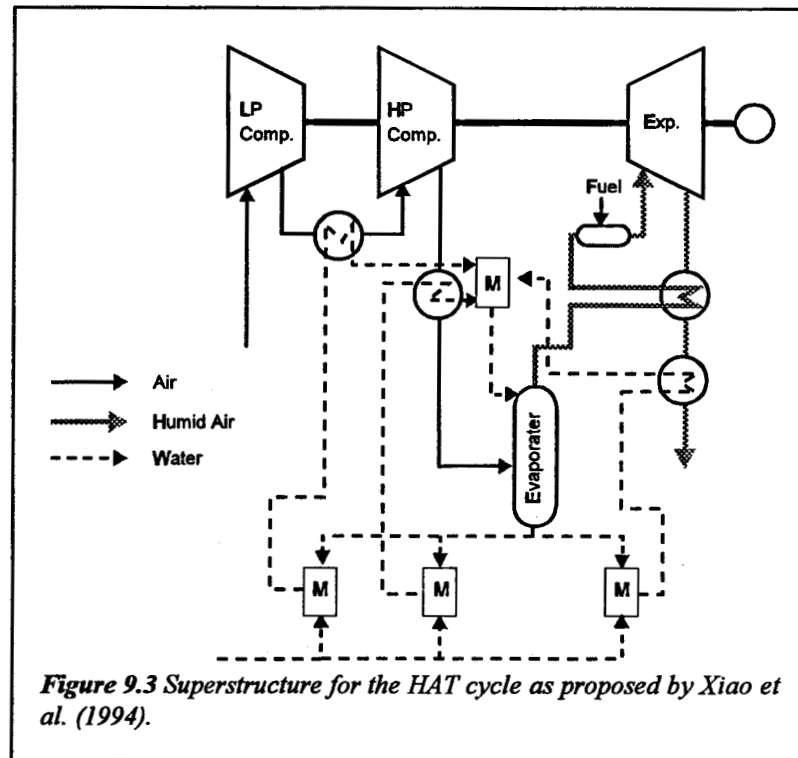 LP
Comp.
HP
Comp.
Exp.
Fuel
M
Air
Humid Air
Water
Evaporater
M
M
M
Figure 9.3 Superstructure for the HAT cycle as proposed by Xiao et
al. (1994).